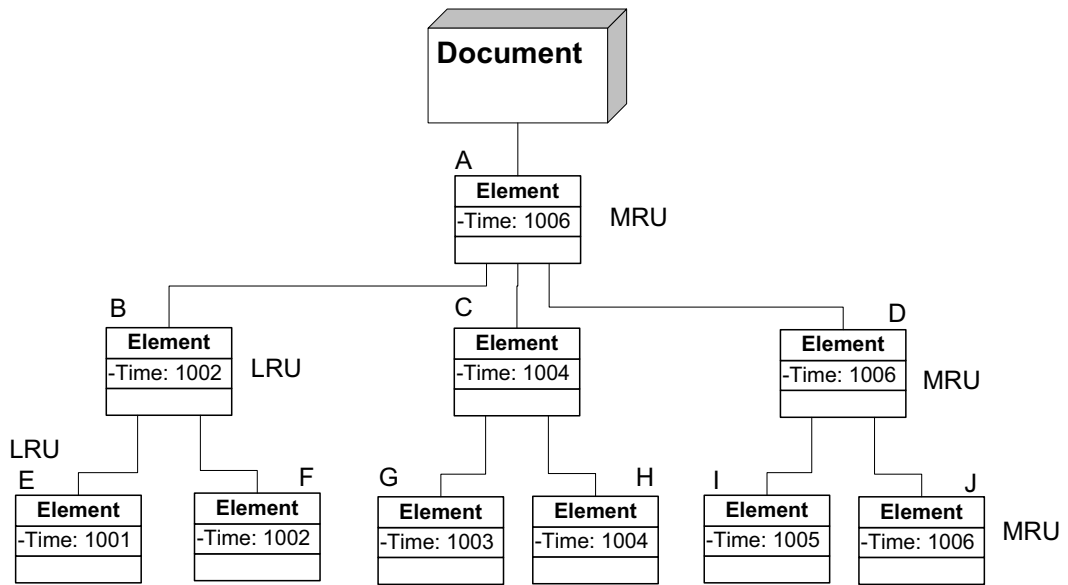 Document
A
Element
-Time: 1006
MRU
B
C
D
Element
-Time: 1002
LRU
Element
-Time: 1004
Element
-Time: 1006
MRU
LRU
E
F
G
H
I
J
Element
-Time: 1001
Element
-Time: 1002
Element
-Time: 1003
Element
-Time: 1004
Element
-Time: 1005
Element
-Time: 1006
MRU